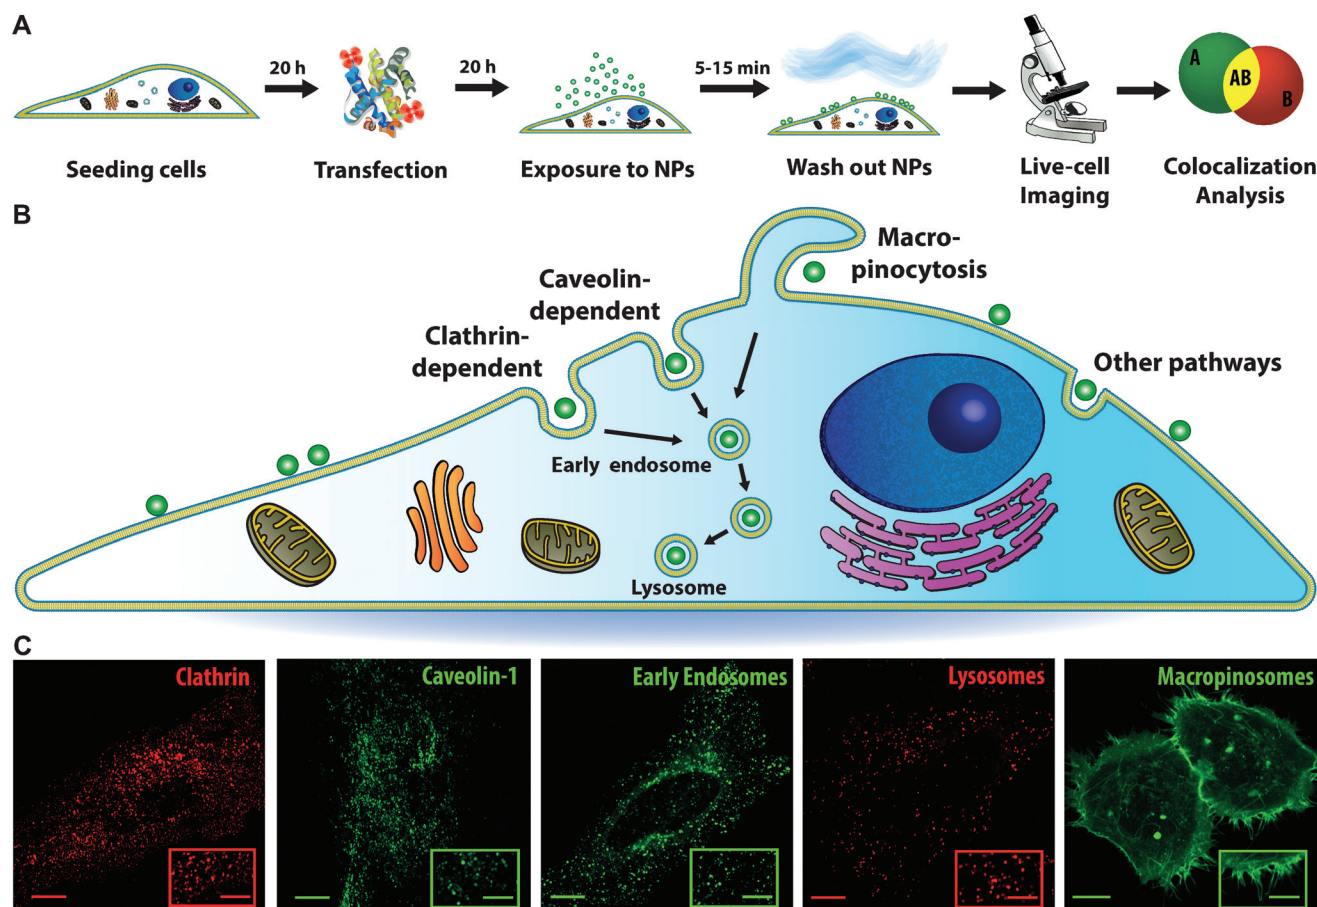 A
20 h
20 h
5-15 min
A
AB
B
Seeding cells
Transfection
Exposure to NPs
Wash out NPs
Live-cell
Imaging
Colocalization
Analysis
B
Macro-
pinocytosis
Caveolin-
dependent
Clathrin-
dependent
Other pathways
Early endosome
Lysosome
C
Clathrin
Caveolin-1
Early Endosomes
Lysosomes
Macropinosomes